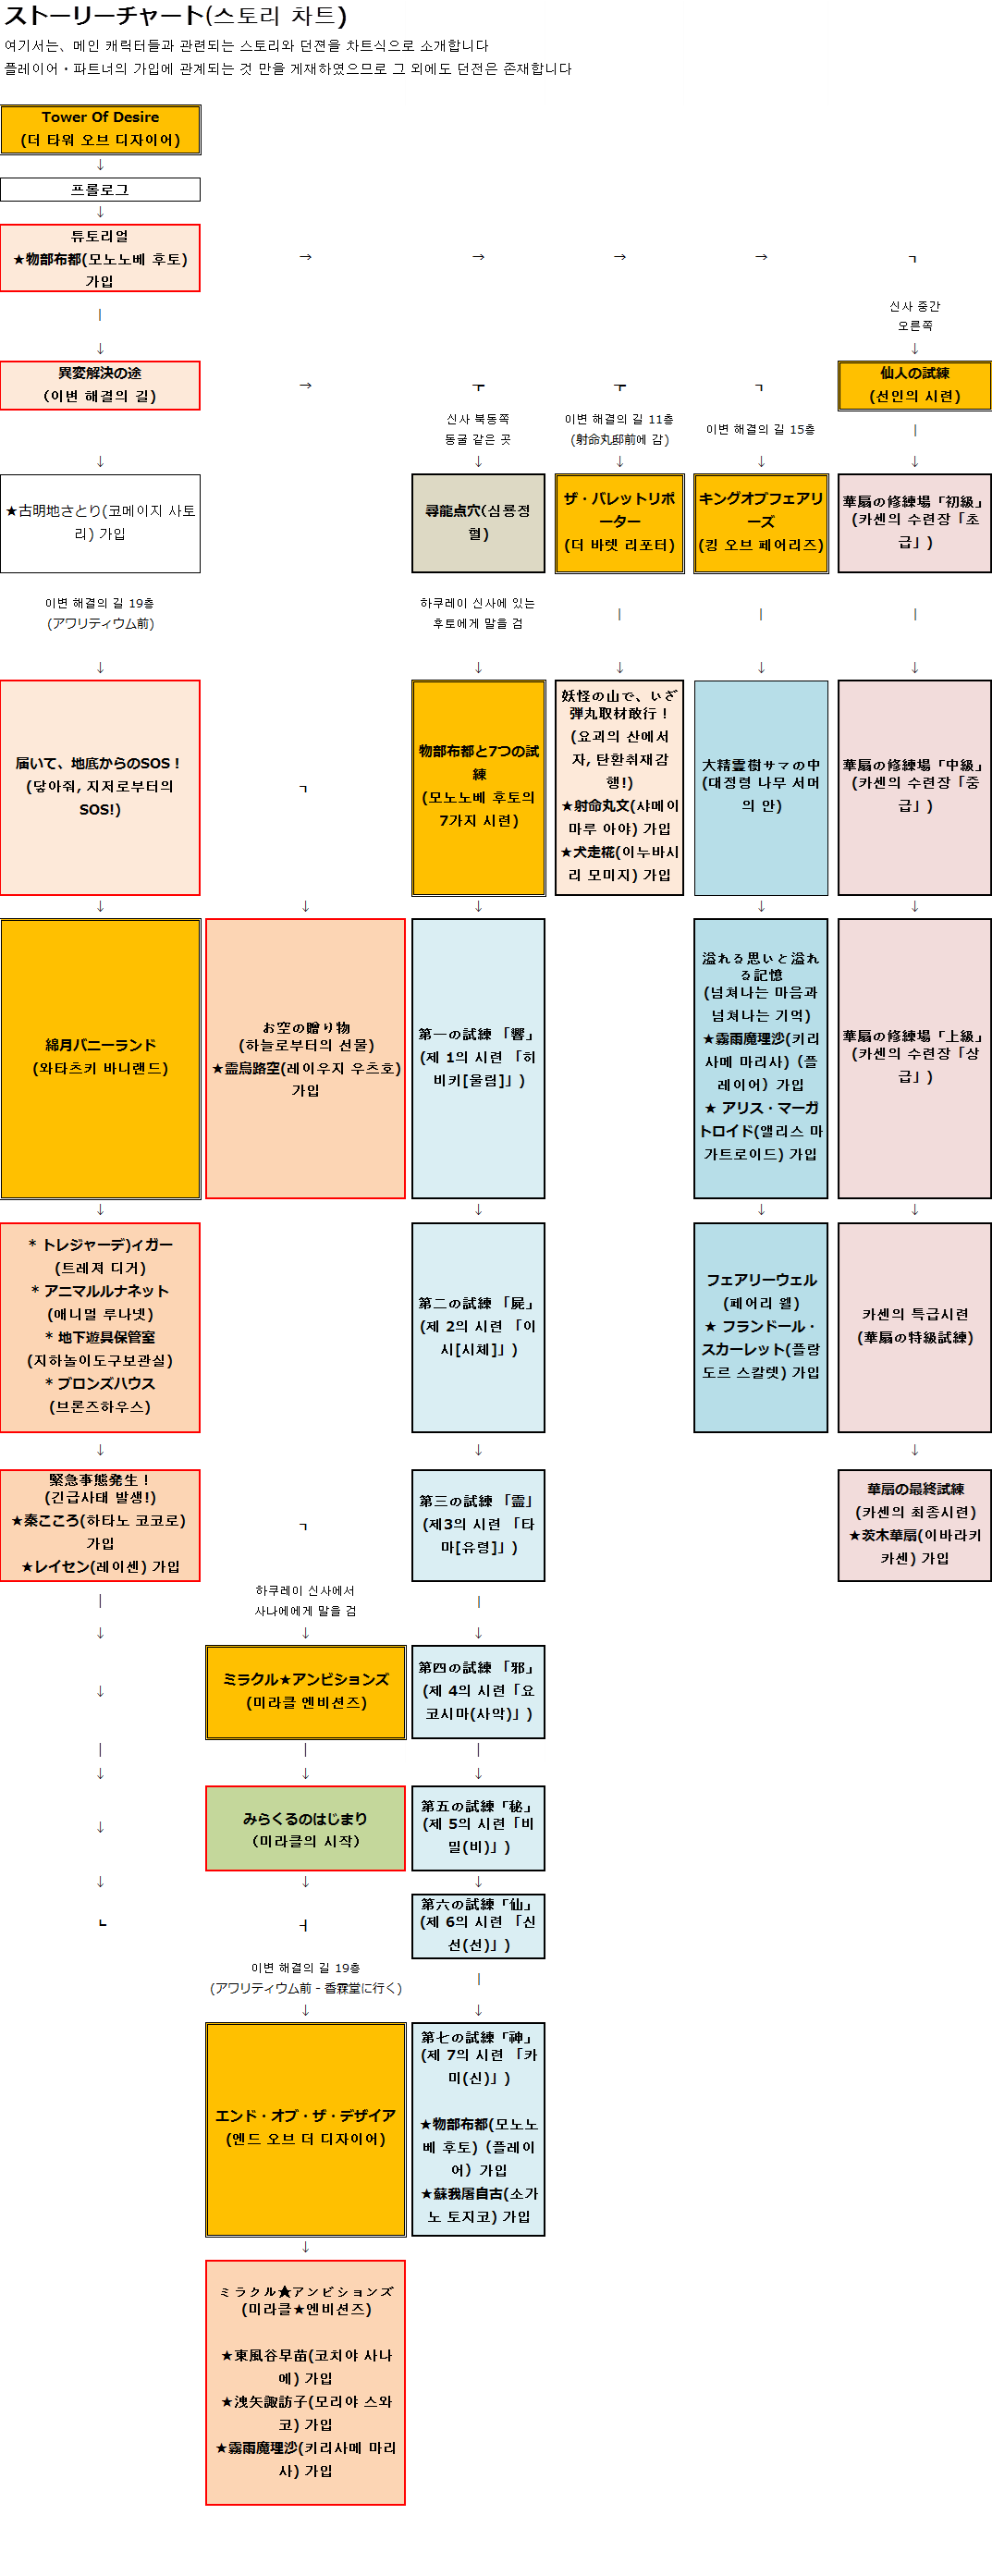 ストーリーチャート(스토리 차트)
여기서는、메인 캐럭터들과 관련되는 스토리와 던젼을 차트식으로 소개합니다
플레이어・파트너의 가입에 관계되는 것 만을 게재하였으므로 그 외에도 던전은 존재합니다
Tower Of Desire
(더 타워 오브 디자이어)
↓
프롤로그
↓
튜토리얼
★物部布都(모노노베 후토)
가입
→ → → → ㄱ
|
신사 중간
오른쪽
↓ ↓
異変解決の途
(이변 해결의 길)
→ ㅜ ㅜ ㄱ
仙人の試練
(선인의 시련)
신사 북동쪽
동굴 같은 곳
이변 해결의 길 11층
(射命丸邸前에 감)
이변 해결의 길 15층
|
↓ ↓ ↓ ↓ ↓
★古明地さとり(코메이지 사토
리) 가입
尋龍点穴(심룡정
혈)
ザ・バレットリポ
ーター
(더 바렛 리포터)
キングオブフェアリ
ーズ
(킹 오브 페어리즈)
華扇の修練場「初級」
(카센의 수련장「초
급」)
이변 해결의 길 19층
(アワリティウム前)
하쿠레이 신사에 있는
후토에게 말을 검
| | |
↓ ↓ ↓ ↓ ↓
届いて、地底からのSOS！
(닿아줘, 지저로부터의
SOS!)
ㄱ
物部布都と7つの試
練
(모노노베 후토의
7가지 시련)
妖怪の山で、いざ
弾丸取材敢行！
(요괴의 산에서
자, 탄환취재감
행!)
★射命丸文(샤메이
마루 아야) 가입
★犬走椛(이누바시
리 모미지) 가입
大精霊樹サマの中
(대정령 나무 서머
의 안)
華扇の修練場「中級」
(카센의 수련장「중
급」)
↓ ↓ ↓ ↓ ↓
綿月バニーランド
(와타츠키 바니랜드)
お空の贈り物
(하늘로부터의 선물)
★霊烏路空(레이우지 우츠호)
가입
第一の試練 「響」
(제 1의 시련 「히
비키[울림]」)
溢れる思いと溢れ
る記憶
(넘쳐나는 마음과
넘쳐나는 기억)
★霧雨魔理沙(키리
사메 마리사)（플
레이어）가입
★ アリス・マーガ
トロイド(앨리스 마
가트로이드) 가입
華扇の修練場「上級」
(카센의 수련장「상
급」)
↓ ↓ ↓ ↓
* トレジャーデ)ィガー
(트레져 디거)
* アニマルルナネット
(애니멀 루나넷)
* 地下遊具保管室
(지하놀이도구보관실)
* ブロンズハウス
(브론즈하우스)
第二の試練 「屍」
(제 2의 시련 「이
시[시체]」)
フェアリーウェル
(페어리 웰)
★ フランドール・
スカーレット(플랑
도르 스칼렛) 가입
카센의 특급시련
(華扇の特級試練)
↓ ↓ ↓
緊急事態発生！
(긴급사태 발생!)
★秦こころ(하타노 코코로)
가입
★レイセン(레이센) 가입
ㄱ
第三の試練 「霊」
(제3의 시련 「타
마[유령]」)
華扇の最終試練
(카센의 최종시련)
★茨木華扇(이바라키
카센) 가입
|
하쿠레이 신사에서
사나에에게 말을 검
|
↓ ↓ ↓
↓
ミラクル★アンビションズ
(미라클 엔비션즈)
第四の試練 「邪」
(제 4의 시련「요
코시마(사악)」)
| | |
↓ ↓ ↓
↓
みらくるのはじまり
（미라클의 시작）
第五の試練「秘」
(제 5의 시련「비
밀(비)」)
↓ ↓ ↓
ㄴ ㅓ
第六の試練「仙」
(제 6의 시련 「신
선(선)」)
이변 해결의 길 19층
(アワリティウム前 - 香霖堂に行く)
|
↓ ↓
エンド・オブ・ザ・デザイア
(엔드 오브 더 디자이어)
第七の試練「神」
(제 7의 시련 「카
미(신)」)
★物部布都(모노노
베 후토)（플레이
어）가입
★蘇我屠自古(소가
노 토지코) 가입
↓
ミラクル★アンビションズ
(미라클★엔비션즈)
★東風谷早苗(코치야 사나
에) 가입
★洩矢諏訪子(모리야 스와
코) 가입
★霧雨魔理沙(키리사메 마리
사) 가입